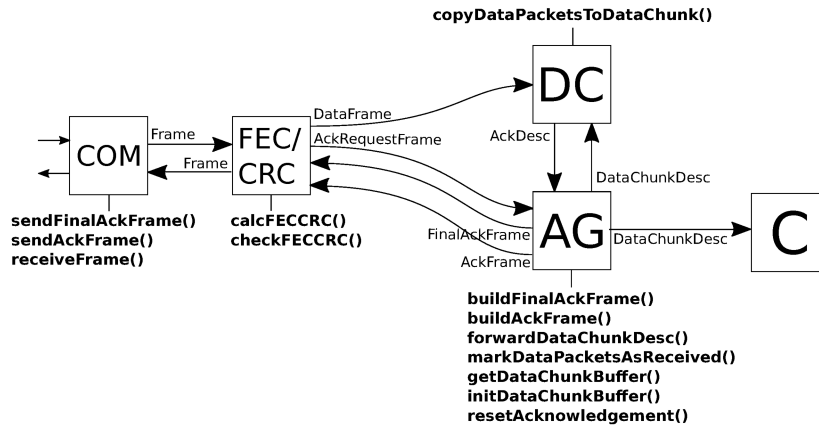 copyDataPacketsToDataChunk()
DC
DataFrame
AckRequestFrame
AckDesc
Frame
Frame
COM
FEC/
CRC
DataChunkDesc
sendFinalAckFrame()
sendAckFrame()
receiveFrame()
calcFECCRC()
checkFECCRC()
FinalAckFrame
AckFrame
AG
DataChunkDesc
C
buildFinalAckFrame()
buildAckFrame()
forwardDataChunkDesc()
markDataPacketsAsReceived()
getDataChunkBuffer()
initDataChunkBuffer()
resetAcknowledgement()